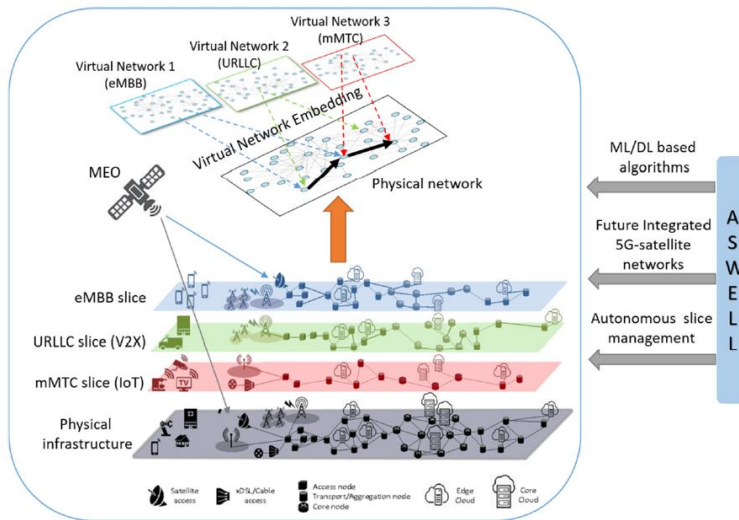 Virtual Network 3
(mMTC)
Virtual Network 2
(URLLC)
Virtual Network 1
(eMBB)
Virtual Network Embedding
Physical network
MEO
ML/DL based
algorithms
Future Integrated
5G-satellite
networks
Autonomous slice
management
A
S
W
E
L
L
eMBB slice
URLLC slice (V2X)
mMTC slice (IoT)
TV
Physical
infrastructure
Satellite
access
xDSL/Cable
access
Access node
Transport/Aggregation node
Core node
Edge
Cloud
Core
Cloud